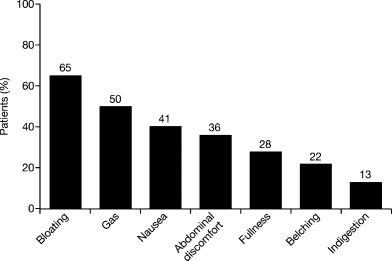 100
80
60
40
20
0
Patients (%)
65
50
41
36
28
22
13
Bloating
Gas
Nausea
Abdominal
discomfort
Fullness
Belching
Indigestion